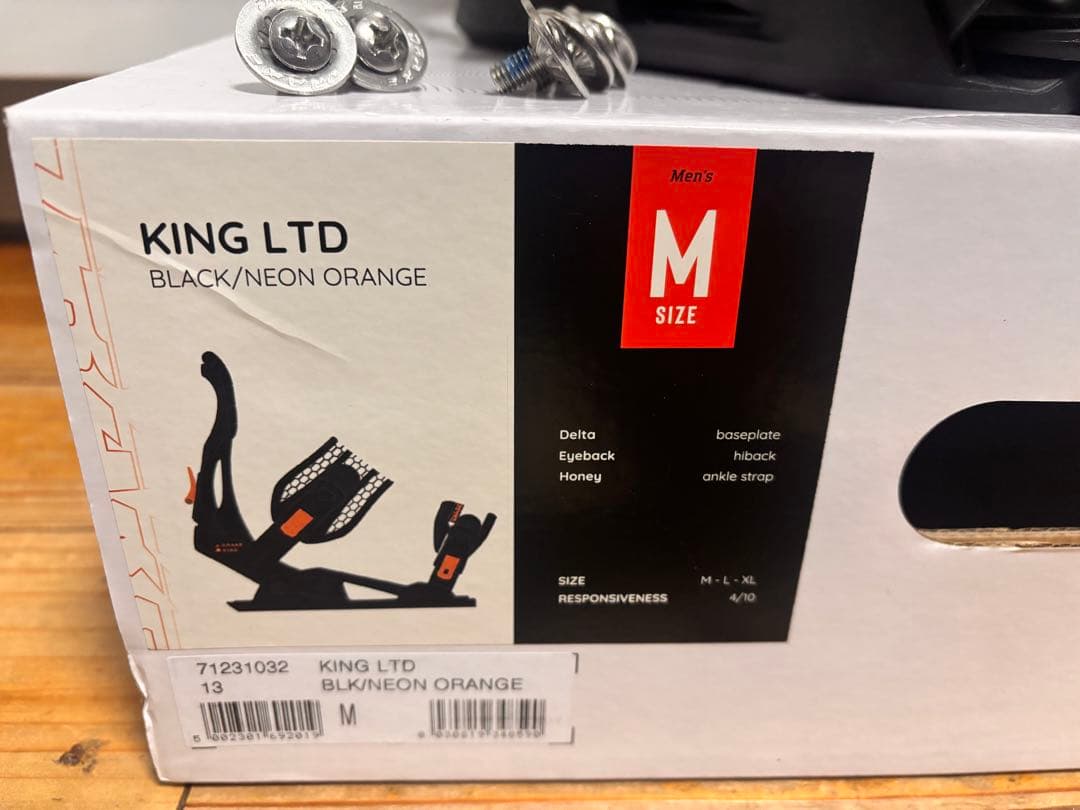 KING LTD
BLACK/NEON ORANGE
Men's
M
SIZE
Delta baseplate
Eyeback hiback
Honey ankle strap
SIZE M - L - XL
RESPONSIVENESS 4/10
71231032 KING LTD
13 BLK/NEON ORANGE
M